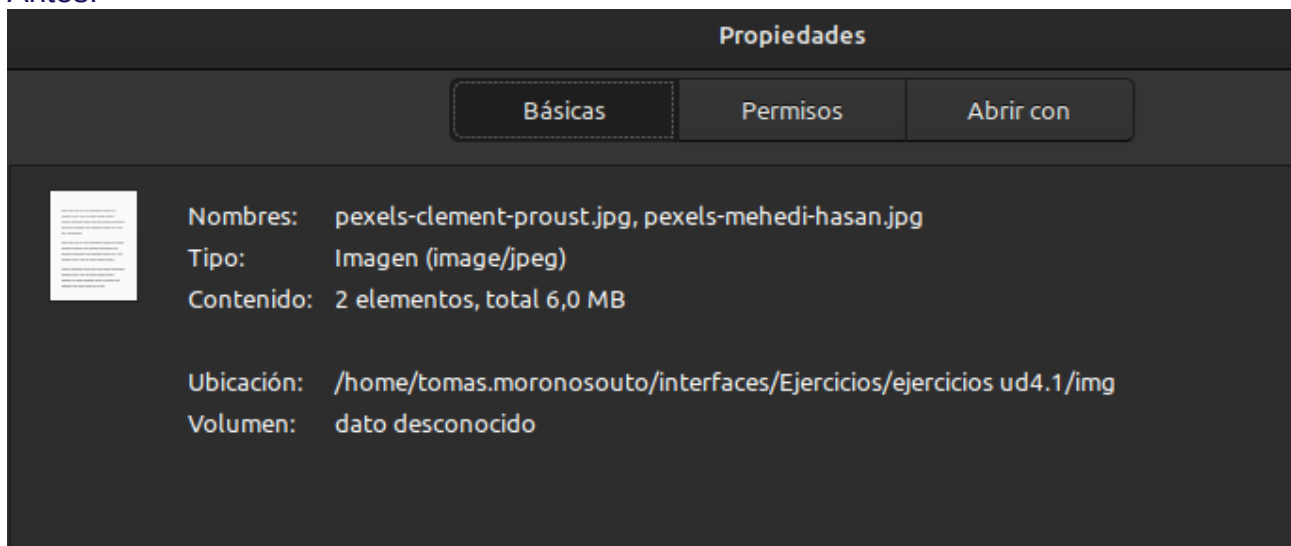 Antes:
Propiedades
Básicas Permisos Abrir con
Nombres: pexels-clement-proust.jpg, pexels-mehedi-hasan.jpg
Tipo: Imagen (image/jpeg)
Contenido: 2 elementos, total 6,0 MB
Ubicación: /home/tomas.moronosouto/interfaces/Ejercicios/ejercicios ud4.1/img
Volumen: dato desconocido